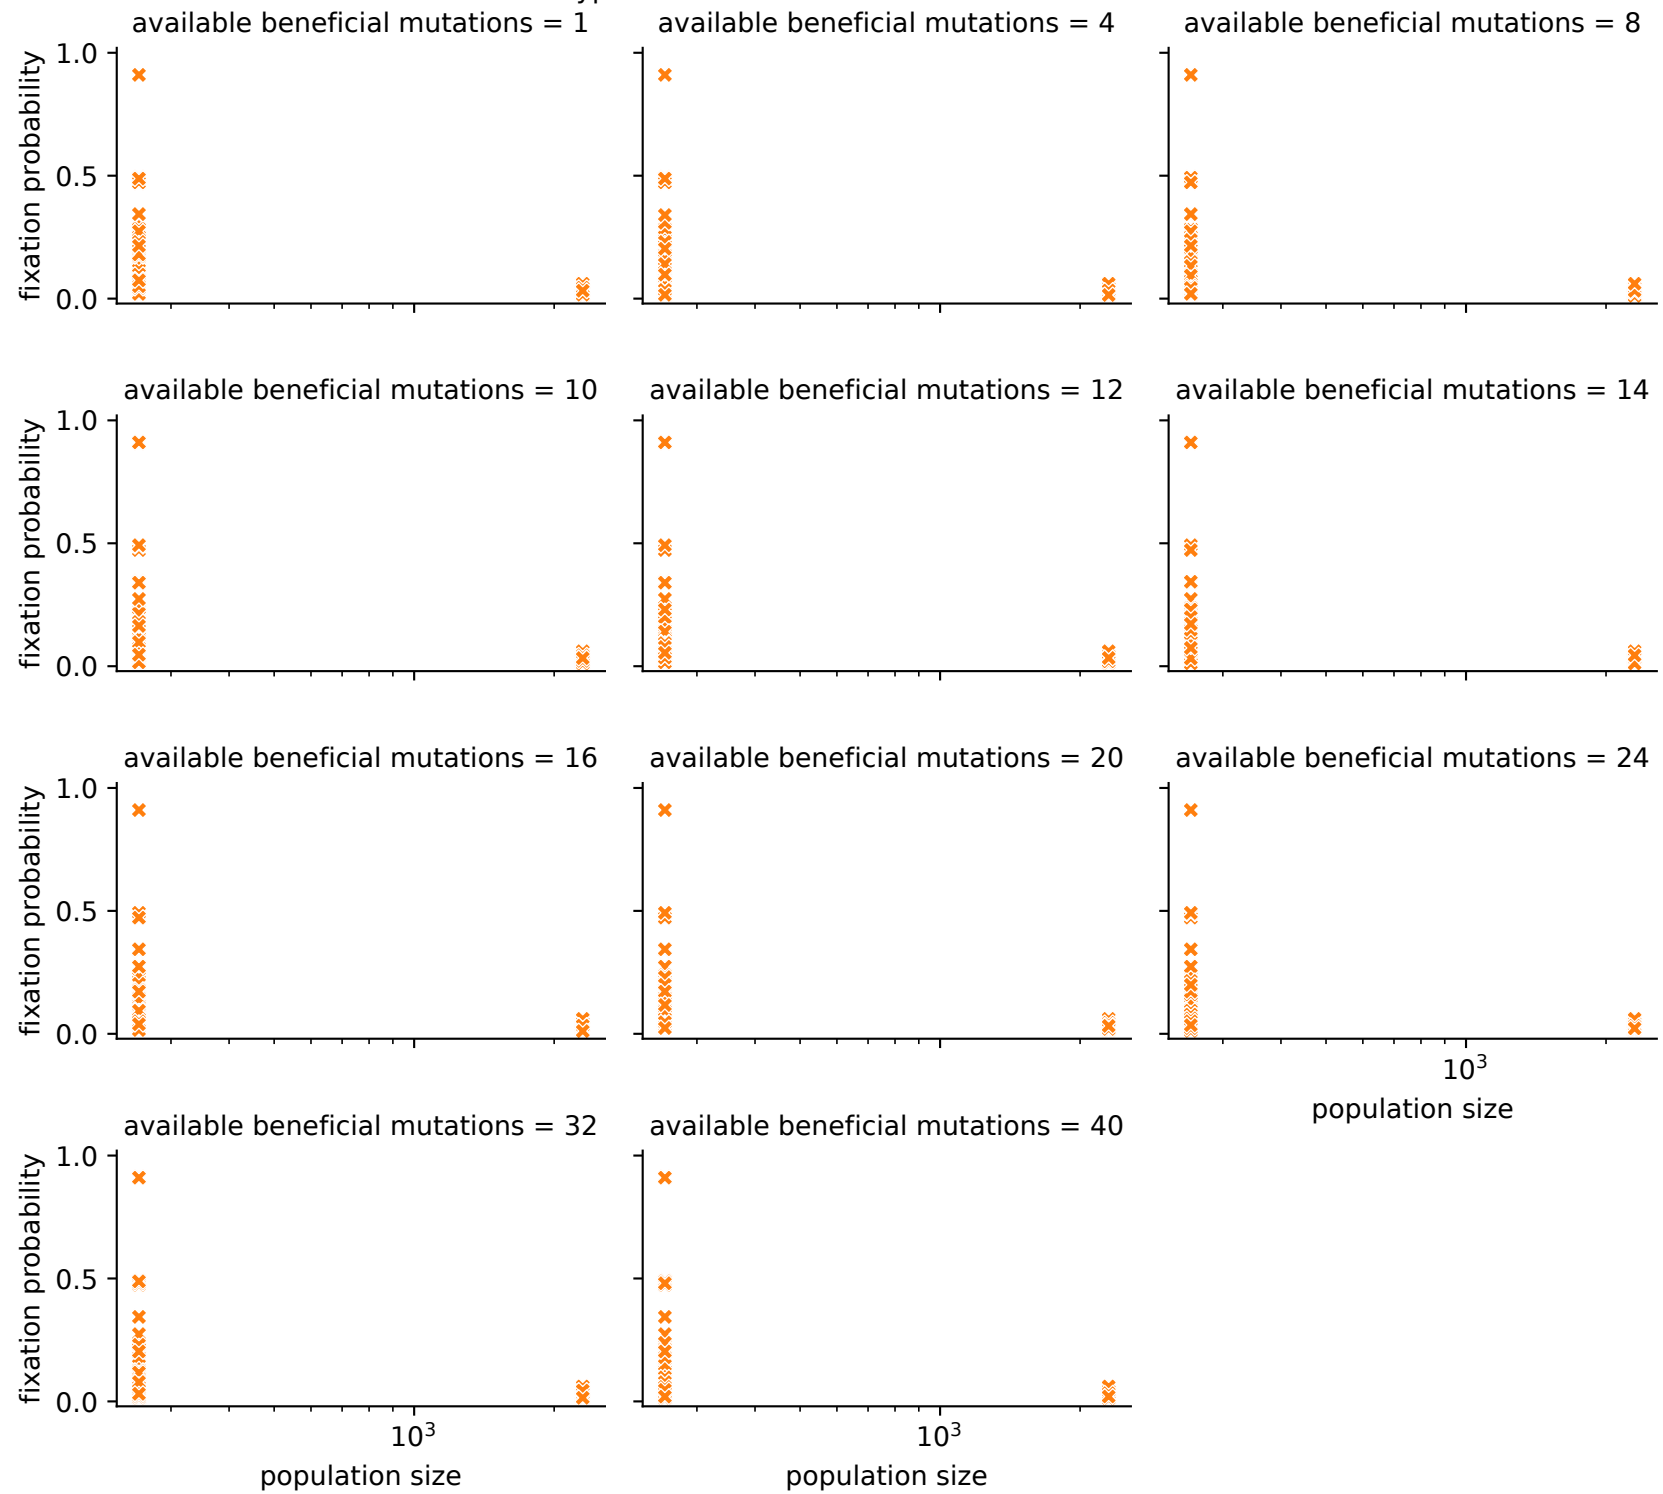 available beneficial mutations = 1
available beneficial mutations = 4
available beneficial mutations = 8
fixation probability
1.0
0.5
0.0
available beneficial mutations = 10
available beneficial mutations = 12
available beneficial mutations = 14
fixation probability
1.0
0.5
0.0
available beneficial mutations = 16
available beneficial mutations = 20
available beneficial mutations = 24
fixation probability
1.0
0.5
0.0
10³
population size
available beneficial mutations = 32
available beneficial mutations = 40
fixation probability
1.0
0.5
0.0
10³
10³
population size
population size